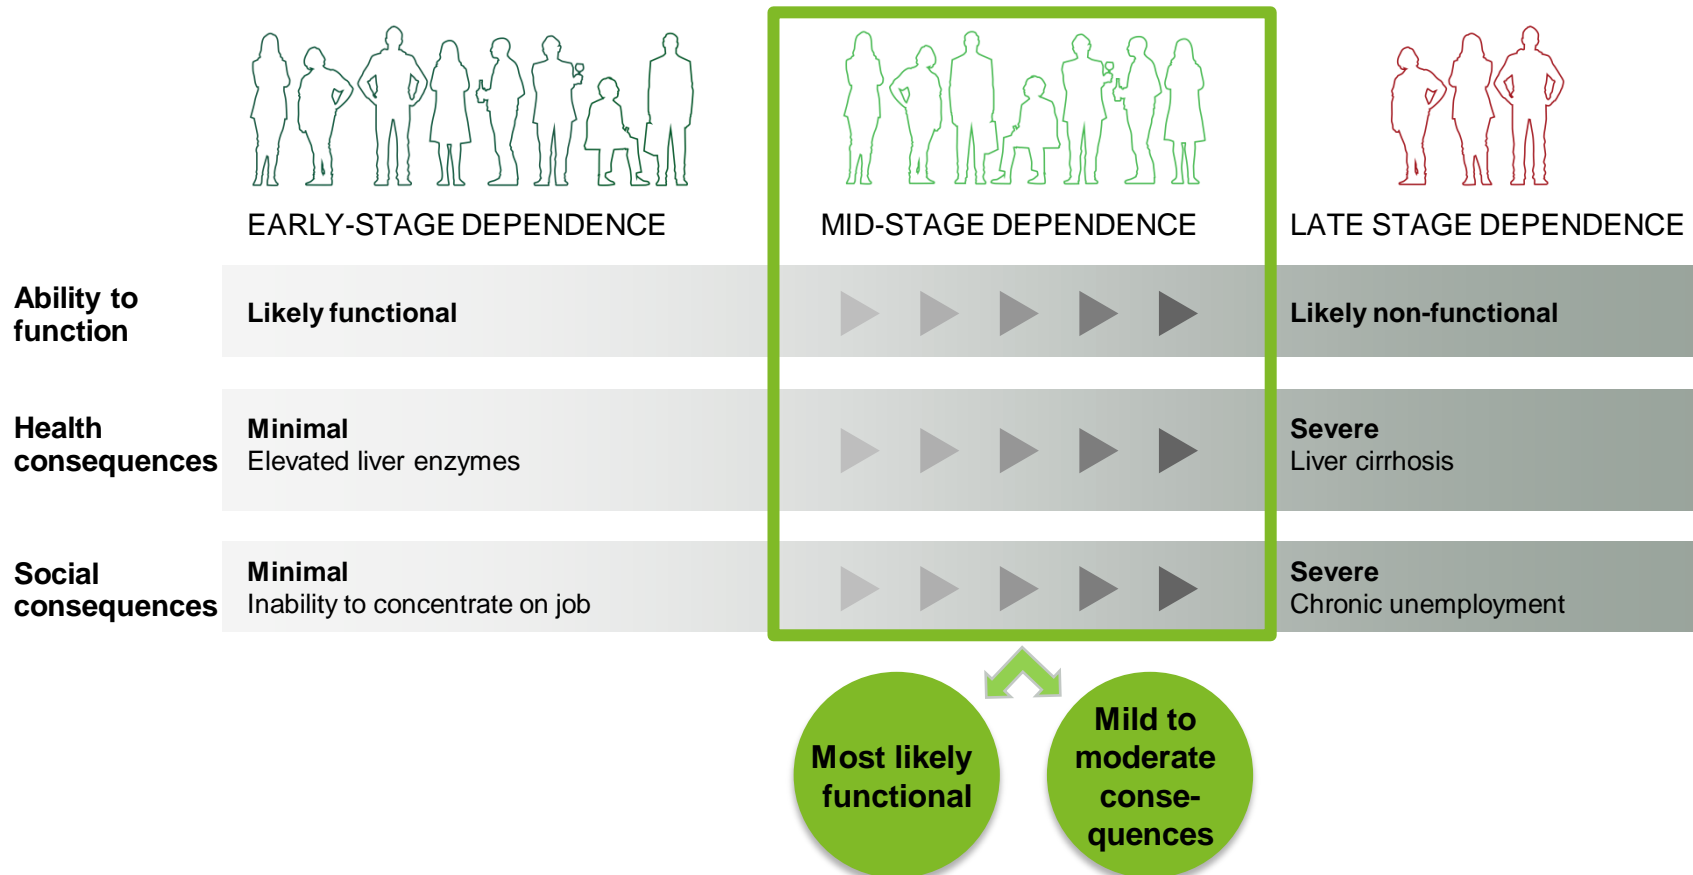 EARLY-STAGE DEPENDENCE
MID-STAGE DEPENDENCE
LATE STAGE DEPENDENCE
Ability to
function
Likely functional
Likely non-functional
Health
consequences
Minimal
Elevated liver enzymes
Severe
Liver cirrhosis
Social
consequences
Minimal
Inability to concentrate on job
Severe
Chronic unemployment
Most likely
functional
Mild to
moderate
conse-
quences